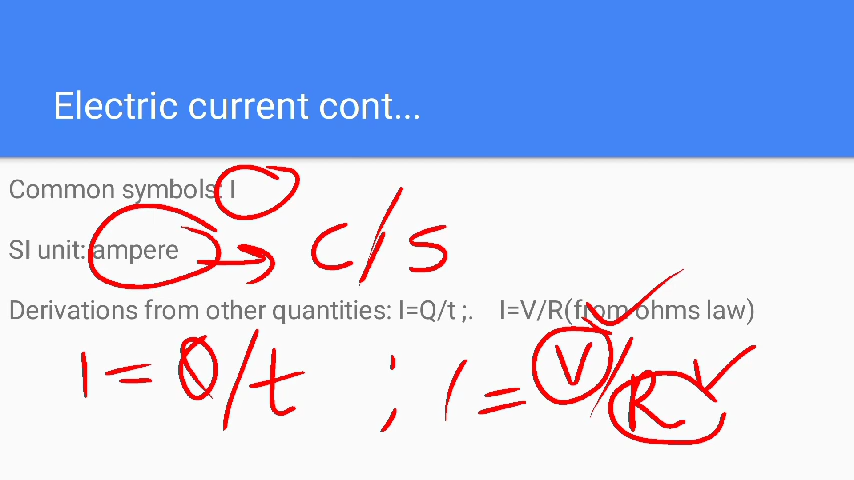 Electric current cont...
Common symbols: I
SI unit: ampere → C/S
Derivations from other quantities: I=Q/t ;. I=V/R(from ohms law)
I = Q/t ; I = V/R